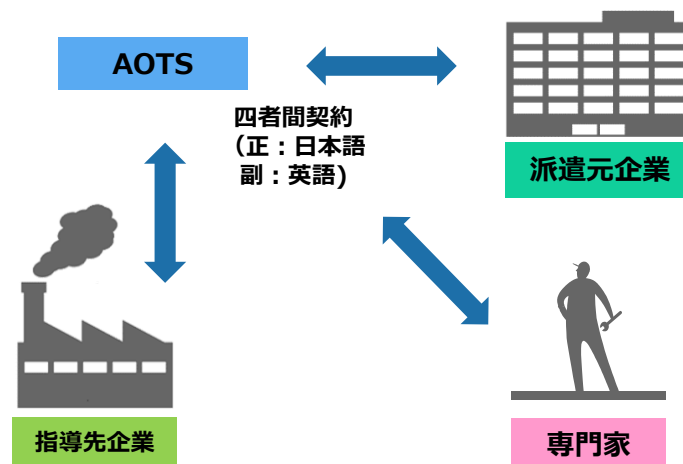 AOTS
四者間契約
(正：日本語
副：英語)
派遣元企業
指導先企業
専門家